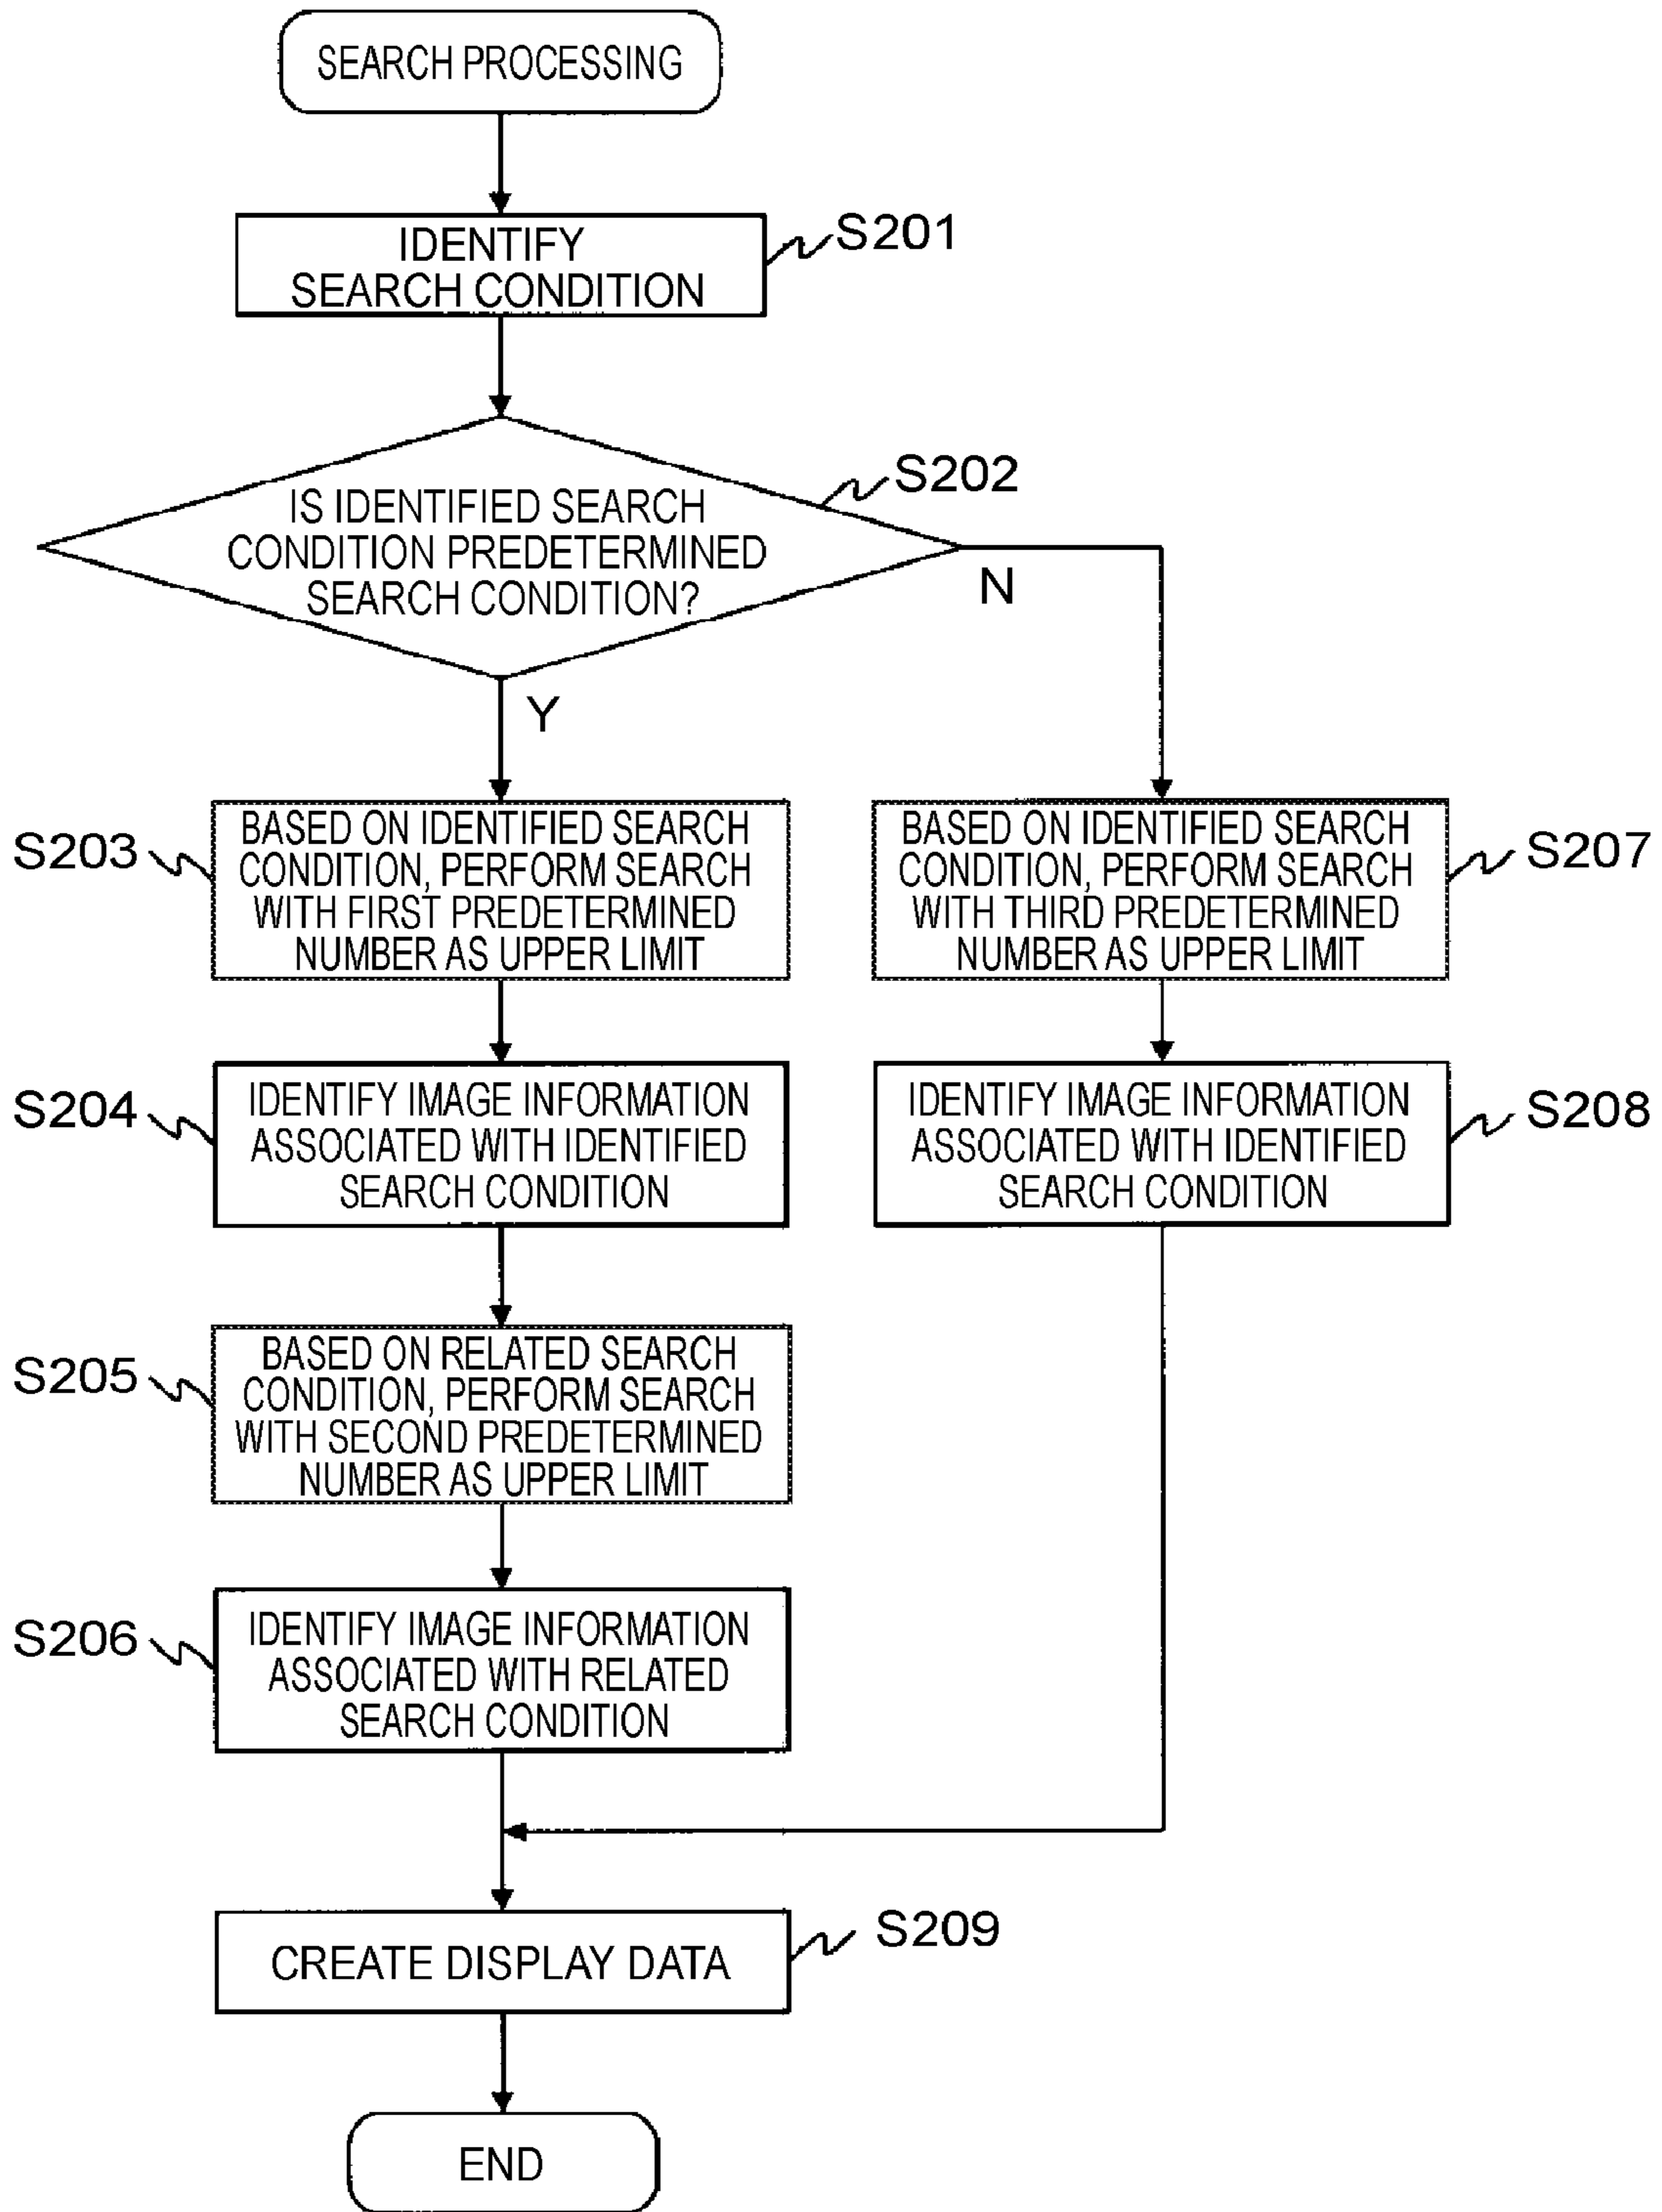 SEARCH PROCESSING
IDENTIFY
SEARCH CONDITION
S201
IS IDENTIFIED SEARCH
CONDITION PREDETERMINED
SEARCH CONDITION?
S202
N
Y
S203
BASED ON IDENTIFIED SEARCH
CONDITION, PERFORM SEARCH
WITH FIRST PREDETERMINED
NUMBER AS UPPER LIMIT
BASED ON IDENTIFIED SEARCH
CONDITION, PERFORM SEARCH
WITH THIRD PREDETERMINED
NUMBER AS UPPER LIMIT
S207
S204
IDENTIFY IMAGE INFORMATION
ASSOCIATED WITH IDENTIFIED
SEARCH CONDITION
IDENTIFY IMAGE INFORMATION
ASSOCIATED WITH IDENTIFIED
SEARCH CONDITION
S208
S205
BASED ON RELATED SEARCH
CONDITION, PERFORM SEARCH
WITH SECOND PREDETERMINED
NUMBER AS UPPER LIMIT
S206
IDENTIFY IMAGE INFORMATION
ASSOCIATED WITH RELATED
SEARCH CONDITION
CREATE DISPLAY DATA
S209
END